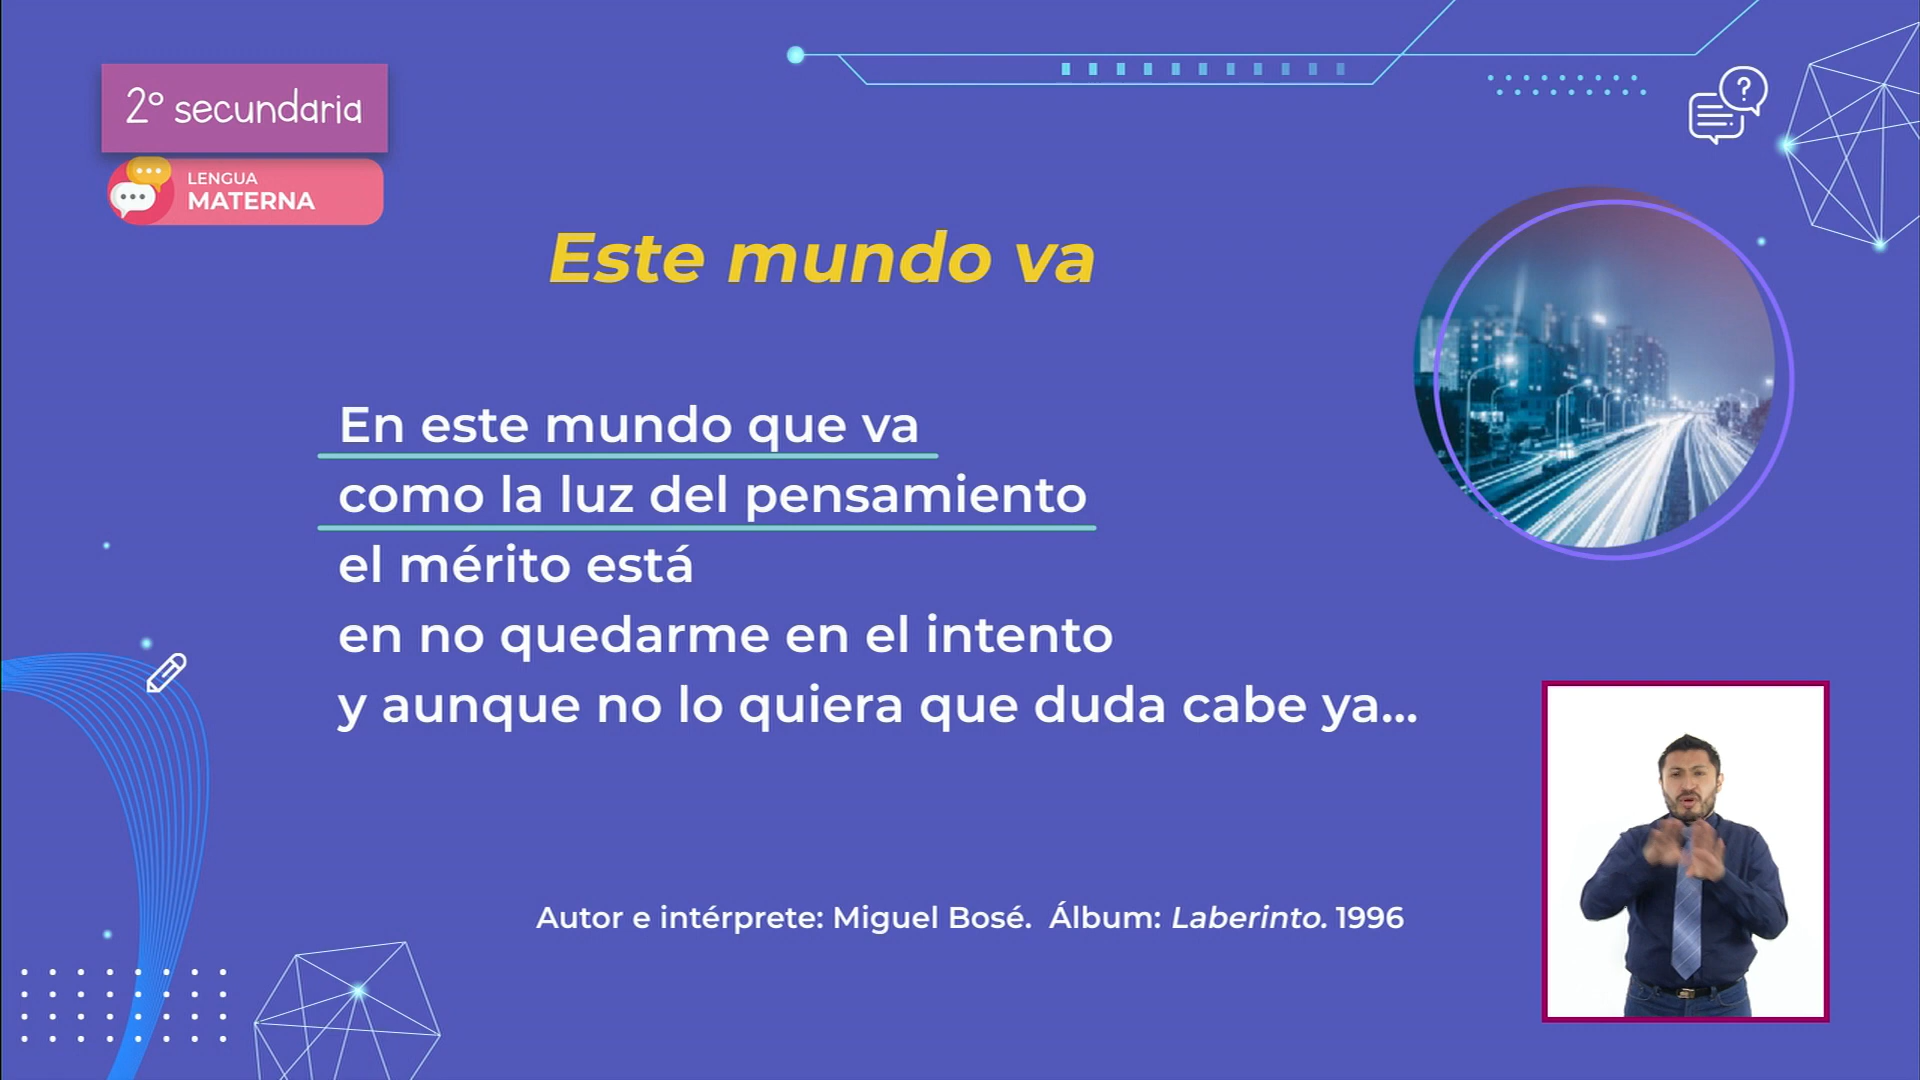 2° secundaria
LENGUA
MATERNA
Este mundo va
En este mundo que va
como la luz del pensamiento
el mérito está
en no quedarme en el intento
y aunque no lo quiera que duda cabe ya...
Autor e intérprete: Miguel Bosé. Álbum: Laberinto. 1996
?